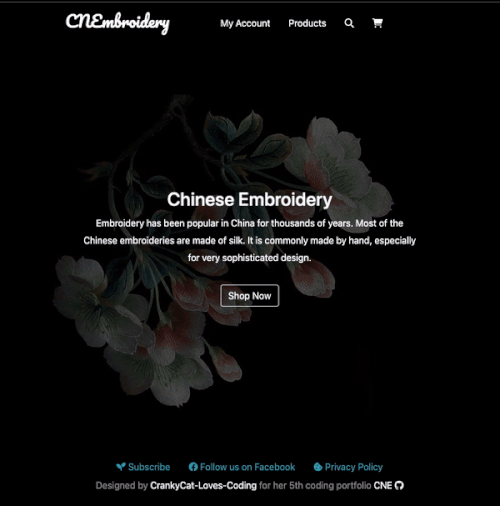 CNEmbroidery My Account Products
Chinese Embroidery
Embroidery has been popular in China for thousands of years. Most of the
Chinese embroideries are made of silk. It is commonly made by hand, especially
for very sophisticated design.
Shop Now
Subscribe Follow us on Facebook Privacy Policy
Designed by CrankyCat-Loves-Coding for her 5th coding portfolio CNE